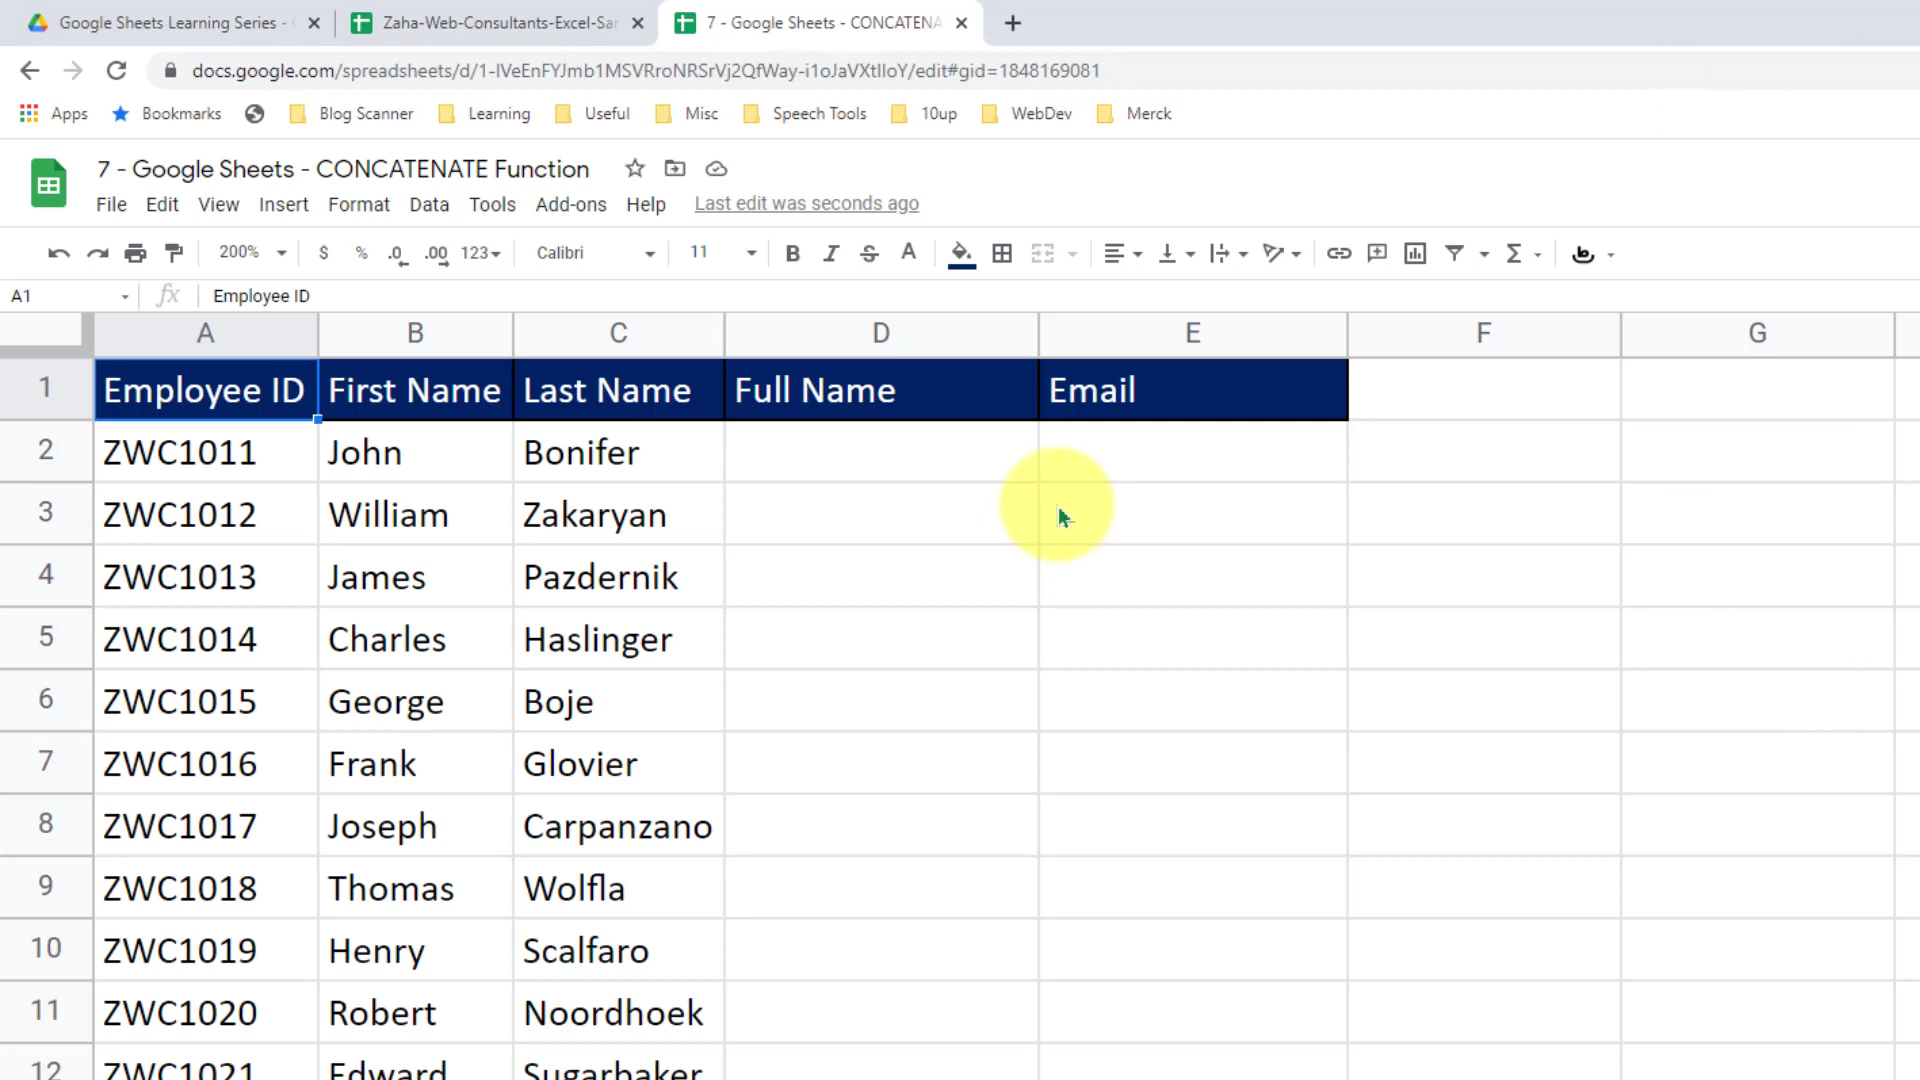 Google Sheets Learning Series - Zaha-Web-Consultants-Excel-Sar 7 - Google Sheets - CONCATENA
docs.google.com/spreadsheets/d/1-IVeEnFYJmb1MSVRroNRSrVj2QfWay-i1oJaVXtIIoY/edit#gid=1848169081
Apps Bookmarks Blog Scanner Learning Useful Misc Speech Tools 10up WebDev Merck
7 - Google Sheets - CONCATENATE Function
File Edit View Insert Format Data Tools Add-ons Help Last edit was seconds ago
200% $ % .0 .00 123 Calibri 11 B I S A
A1 fx Employee ID
A B C D E F G
1 Employee ID First Name Last Name Full Name Email
2 ZWC1011 John Bonifer
3 ZWC1012 William Zakaryan
4 ZWC1013 James Pazdernik
5 ZWC1014 Charles Haslinger
6 ZWC1015 George Boje
7 ZWC1016 Frank Glovier
8 ZWC1017 Joseph Carpanzano
9 ZWC1018 Thomas Wolfla
10 ZWC1019 Henry Scalfaro
11 ZWC1020 Robert Noordhoek
12 ZWC1021 Edward Sugarbaker